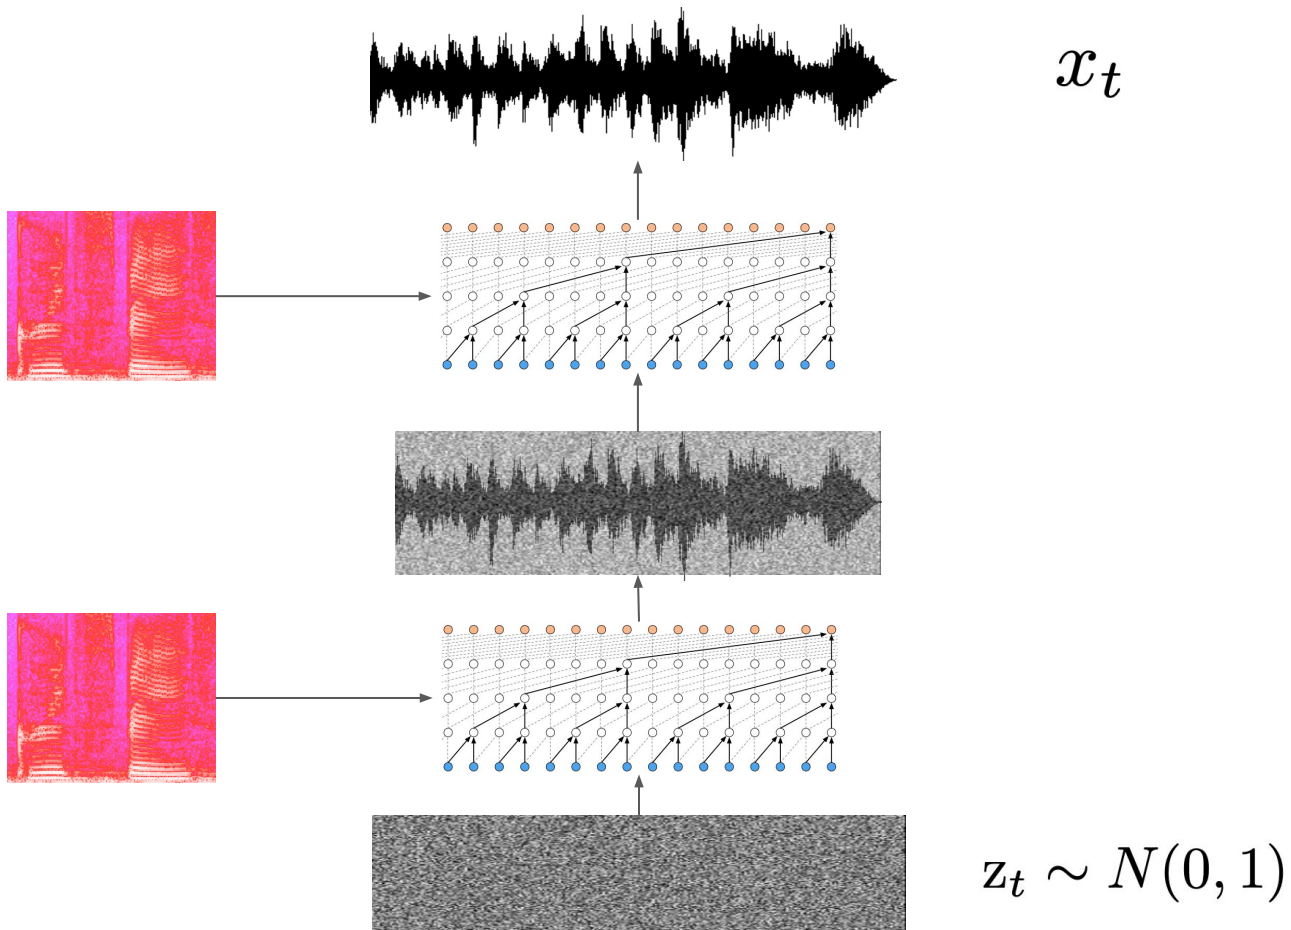 x_t
z_t ∼ N(0, 1)